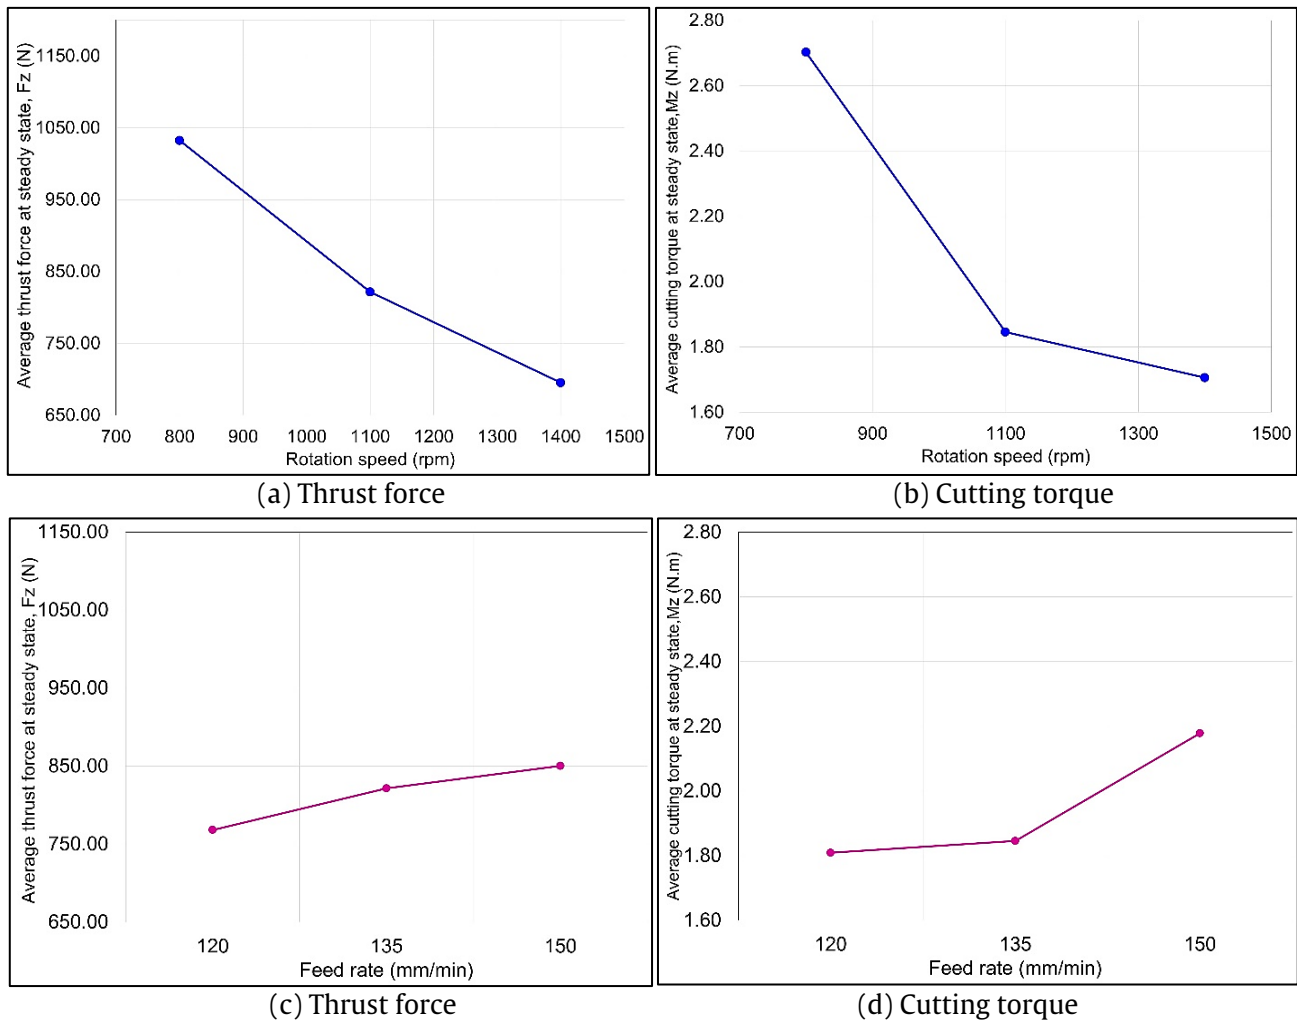 Average thrust force at steady state, Fz (N)
1150.00
1050.00
950.00
850.00
750.00
650.00
700 800 900 1000 1100 1200 1300 1400 1500
Rotation speed (rpm)
(a) Thrust force
Average cutting torque at steady state,Mz (N.m)
2.80
2.60
2.40
2.20
2.00
1.80
1.60
700 900 1100 1300 1500
Rotation speed (rpm)
(b) Cutting torque
Average thrust force at steady state, Fz (N)
1150.00
1050.00
950.00
850.00
750.00
650.00
120 135 150
Feed rate (mm/min)
(c) Thrust force
Average cutting torque at steady state,Mz (N.m)
2.80
2.60
2.40
2.20
2.00
1.80
1.60
120 135 150
Feed rate (mm/min)
(d) Cutting torque